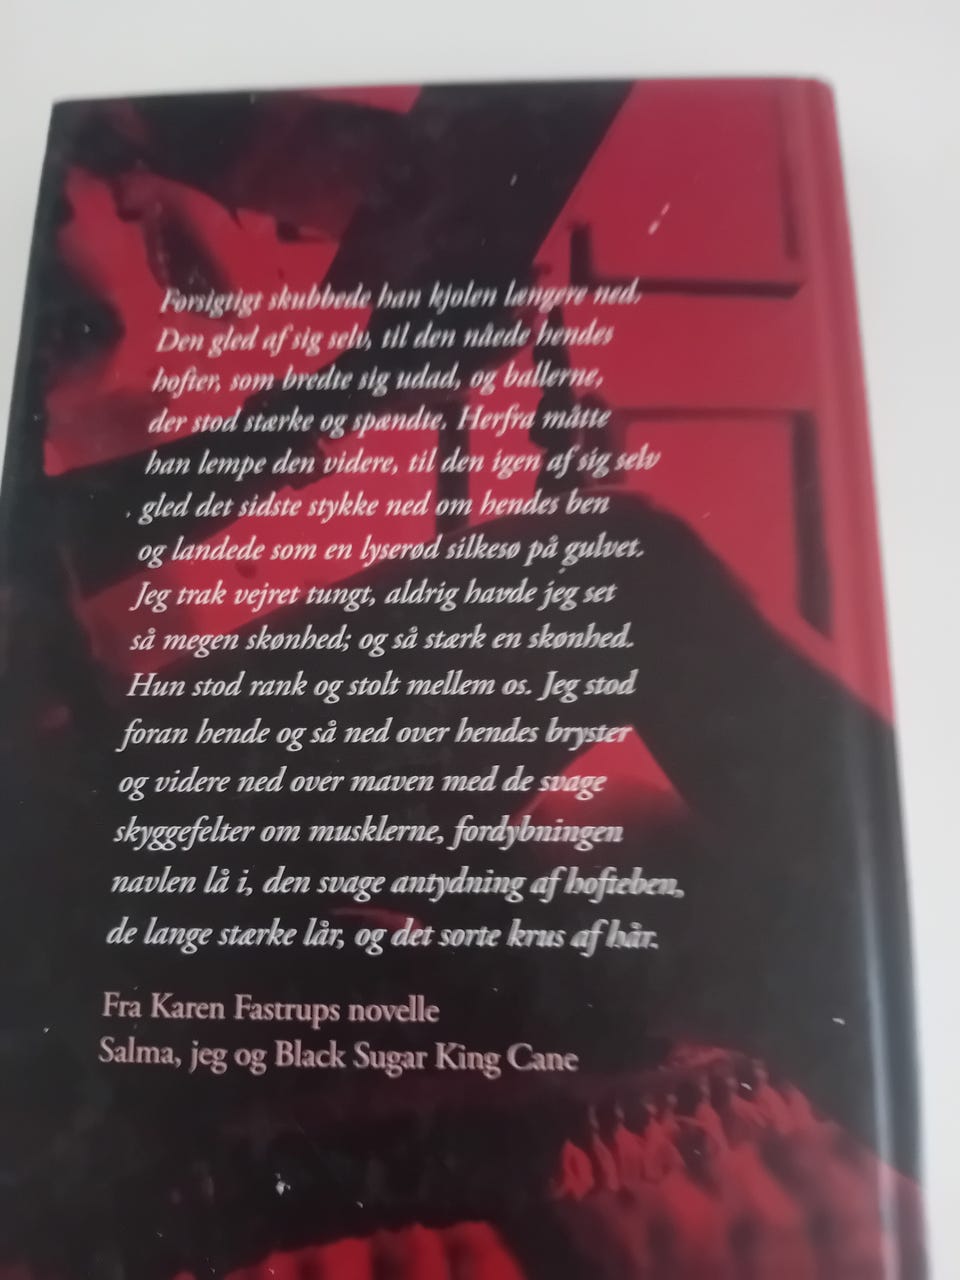 Forsigtigt skubbede han kjolen længere ned.
Den gled af sig selv, til den nåede hendes
hofter, som bredte sig udad, og ballerne,
der stod stærke og spændte. Herfra måtte
han lempe den videre, til den igen af sig selv
gled det sidste stykke ned om hendes ben
og landede som en lyserød silkesø på gulvet.
Jeg trak vejret tungt, aldrig havde jeg set
så megen skønhed; og så stærk en skønhed.
Hun stod rank og stolt mellem os. Jeg stod
foran hende og så ned over hendes bryster
og videre ned over maven med de svage
skyggefelter om musklerne, fordybningen
navlen lå i, den svage antydning af hofteben,
de lange stærke lår, og det sorte krus af hår.
Fra Karen Fastrups novelle
Salma, jeg og Black Sugar King Cane